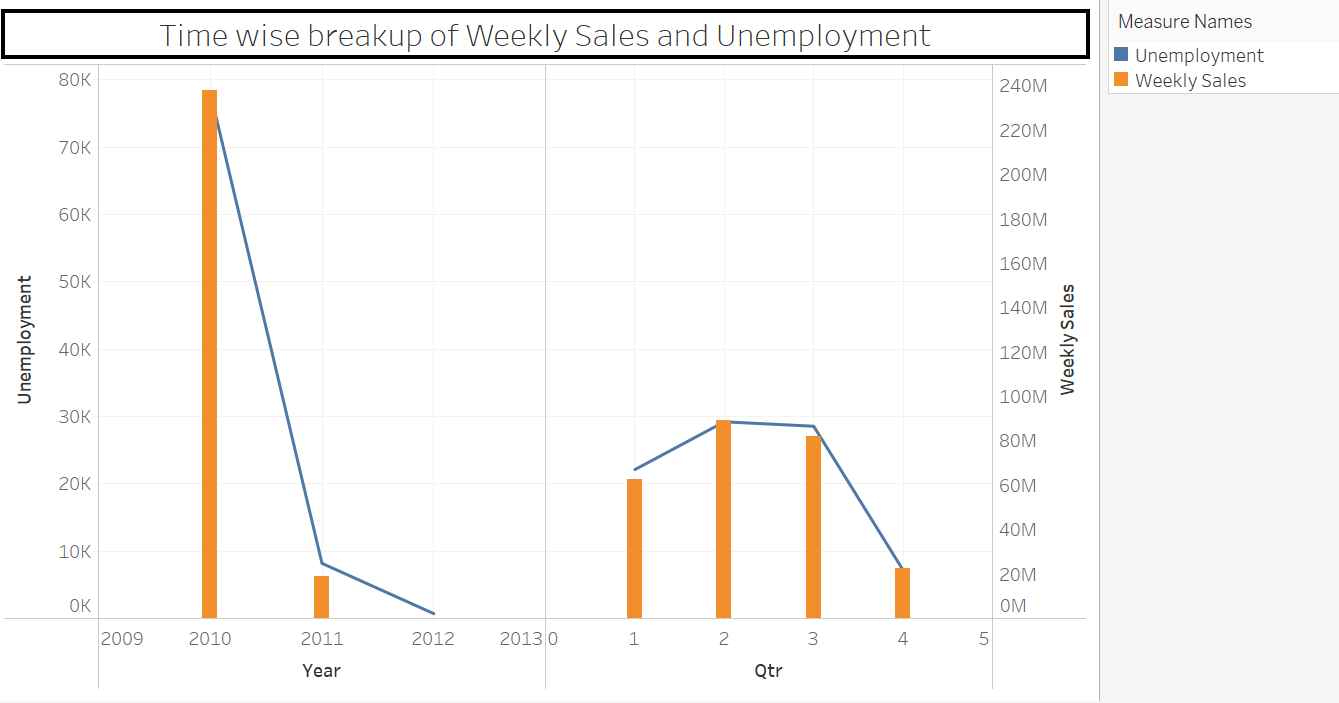 Time wise breakup of Weekly Sales and Unemployment
Measure Names
Unemployment
Weekly Sales
80K
70K
60K
50K
40K
30K
20K
10K
0K
Unemployment
240M
220M
200M
180M
160M
140M
120M
100M
80M
60M
40M
20M
0M
Weekly Sales
2009 2010 2011 2012 2013 0 1 2 3 4 5
Year Qtr